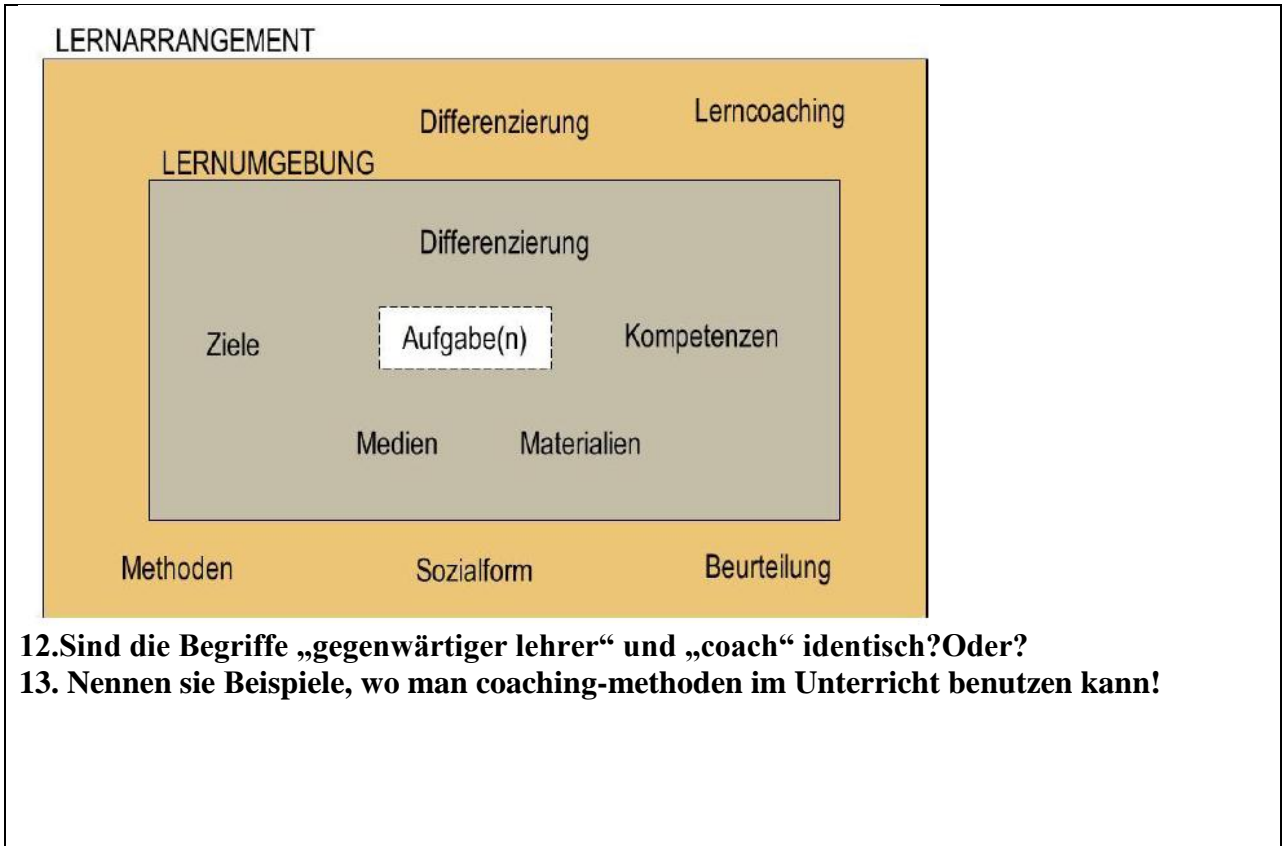 LERNARRANGEMENT
Differenzierung Lerncoaching
LERNUMGEBUNG
Differenzierung
Ziele Aufgabe(n) Kompetenzen
Medien Materialien
Methoden Sozialform Beurteilung
12.Sind die Begriffe „gegenwärtiger lehrer“ und „coach“ identisch?Oder?
13. Nennen sie Beispiele, wo man coaching-methoden im Unterricht benutzen kann!